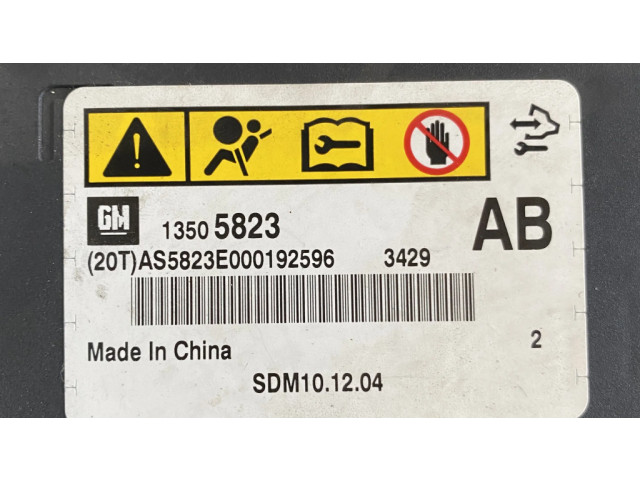 GM 1350 5823 AB
(20T)AS5823E000192596 3429
Made In China 2
SDM10.12.04